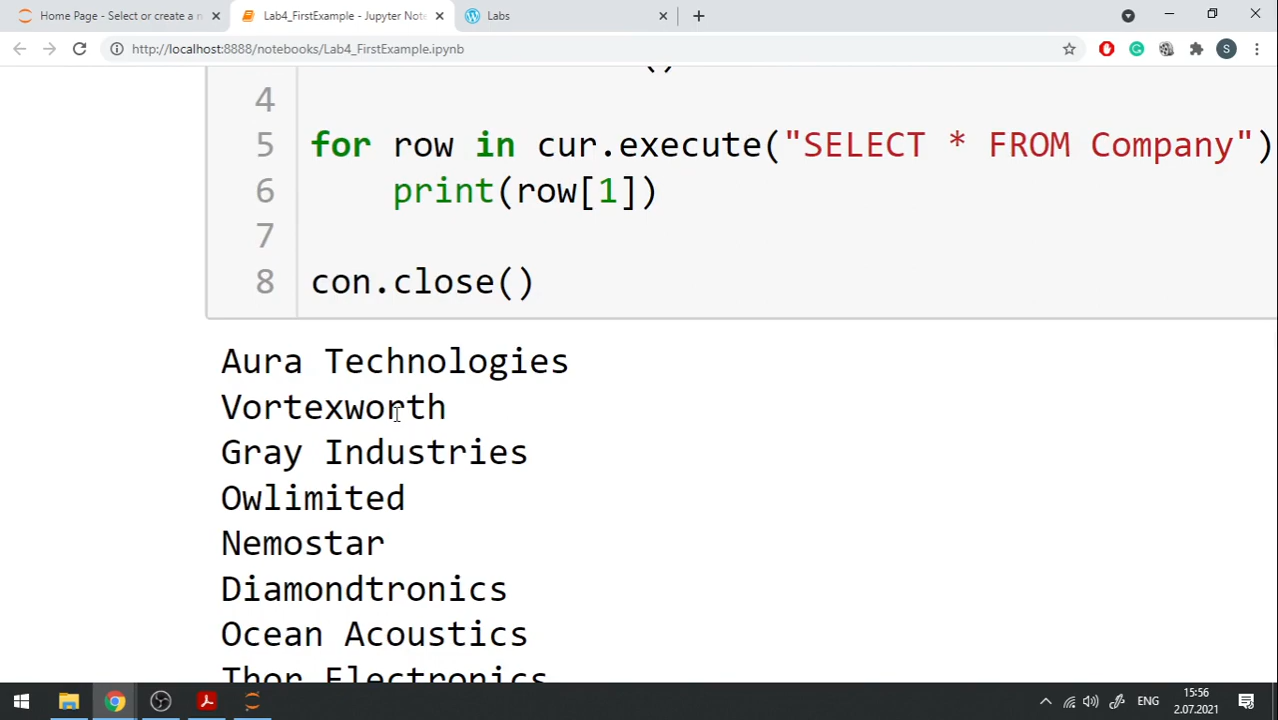 Home Page - Select or create a n
Lab4_FirstExample - Jupyter Note
Labs
http://localhost:8888/notebooks/Lab4_FirstExample.ipynb
S
()
4
5 for row in cur.execute("SELECT * FROM Company")
6 print(row[1])
7
8 con.close()
Aura Technologies
Vortexworth
Gray Industries
Owlimited
Nemostar
Diamondtronics
Ocean Acoustics
Thor Electronics
ENG
15:56
2.07.2021